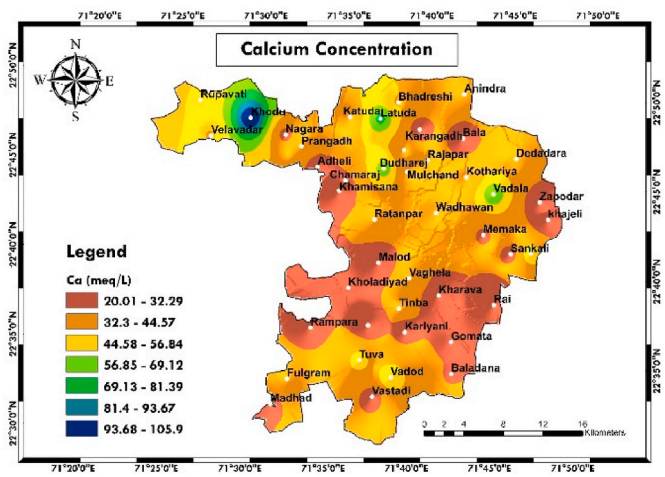 71°20'0"E 71°25'0"E 71°30'0"E 71°35'0"E 71°40'0"E 71°45'0"E 71°50'0"E
Calcium Concentration
N
W E
S
22°50'0"N 22°50'0"N
22°45'0"N 22°45'0"N
22°40'0"N 22°40'0"N
22°35'0"N 22°35'0"N
22°30'0"N 22°30'0"N
Rupavati
Khodu
Velavadar
Nagara
Prangadh
Adheli
Chamaraj
Khamisana
Katuda
Latuda
Bhadreshi
Anindra
Karangadh
Bala
Dudharej
Rajapar
Mulchand
Kothariya
Dedadara
Vadala
Zapodar
khajeli
Ratanpar
Wadhawan
Memaka
Sankali
Malod
Vaghela
Kholadiyad
Kharava
Rai
Tinba
Rampara
Karlyani
Gomata
Tuva
Baladana
Fulgram
Vadod
Madhad
Vastadi
Legend
Ca (meq/L)
20.01 - 32.29
32.3 - 44.57
44.58 - 56.84
56.85 - 69.12
69.13 - 81.39
81.4 - 93.67
93.68 - 105.9
0 2 4 8 12 16
Kilometers
71°20'0"E 71°25'0"E 71°30'0"E 71°35'0"E 71°40'0"E 71°45'0"E 71°50'0"E